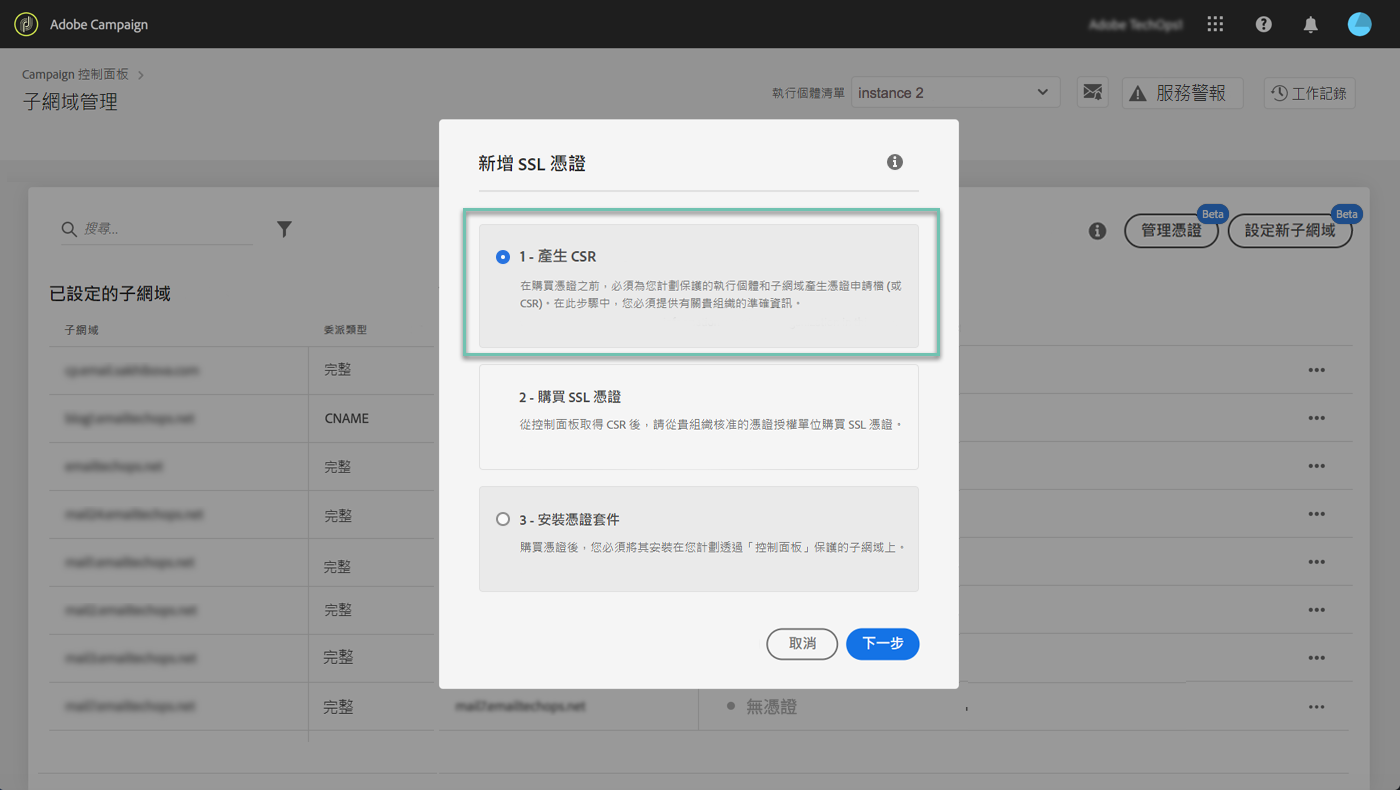 Adobe Campaign
Campaign 控制面板
子網域管理
執行個體清單
instance 2
服務警報
工作記錄
新增 SSL 憑證
1 - 產生 CSR
在購買憑證之前，必須為您計劃保護的執行個體和子網域產生憑證申請檔 (或
CSR)。在此步驟中，您必須提供有關貴組織的準確資訊。
2 - 購買 SSL 憑證
從控制面板取得 CSR 後，請從貴組織核准的憑證授權單位購買 SSL 憑證。
3 - 安裝憑證套件
購買憑證後，您必須將其安裝在您計劃透過「控制面板」保護的子網域上。
取消
下一步
搜尋...
Beta
管理憑證
Beta
設定新子網域
已設定的子網域
子網域
委派類型
完整
CNAME
完整
完整
完整
完整
完整
完整
無憑證